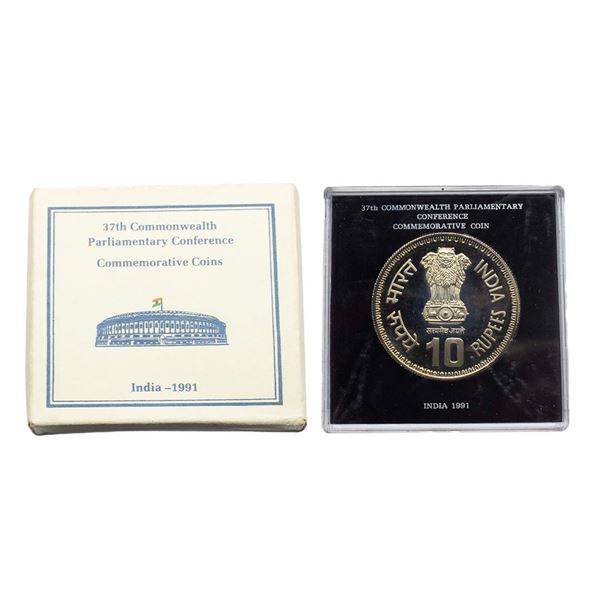 37th Commonwealth
Parliamentary Conference
Commemorative Coins
India – 1991
37th COMMONWEALTH PARLIAMENTARY
CONFERENCE
COMMEMORATIVE COIN
भारत INDIA
रुपये RUPEES
सत्यमेव जयते
10
INDIA 1991